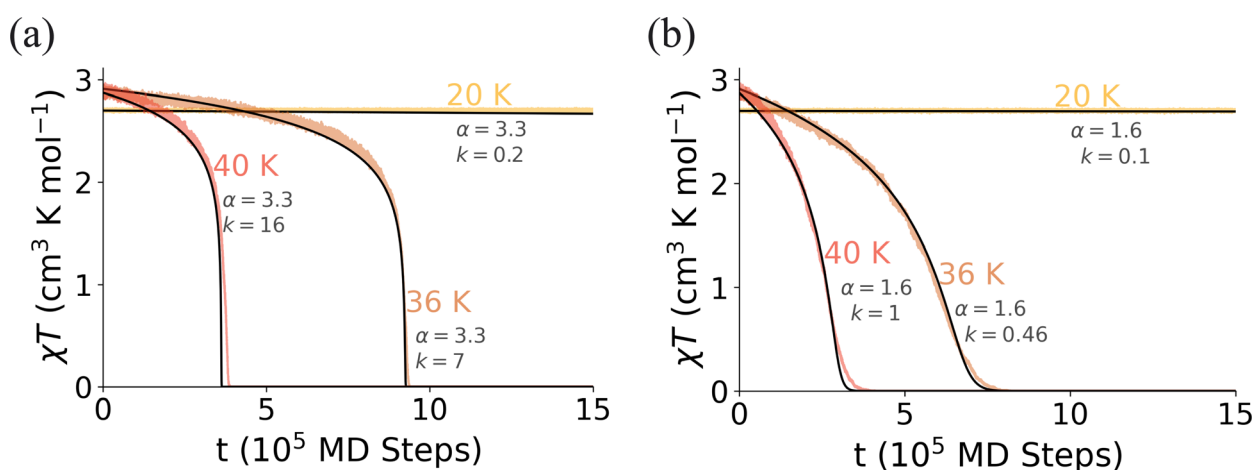 (a)
χT (cm³ K mol⁻¹)
3
2
1
0
20 K
α = 3.3
k = 0.2
40 K
α = 3.3
k = 16
36 K
α = 3.3
k = 7
0 5 10 15
t (10⁵ MD Steps)
(b)
χT (cm³ K mol⁻¹)
3
2
1
0
20 K
α = 1.6
k = 0.1
40 K
α = 1.6
k = 1
36 K
α = 1.6
k = 0.46
0 5 10 15
t (10⁵ MD Steps)